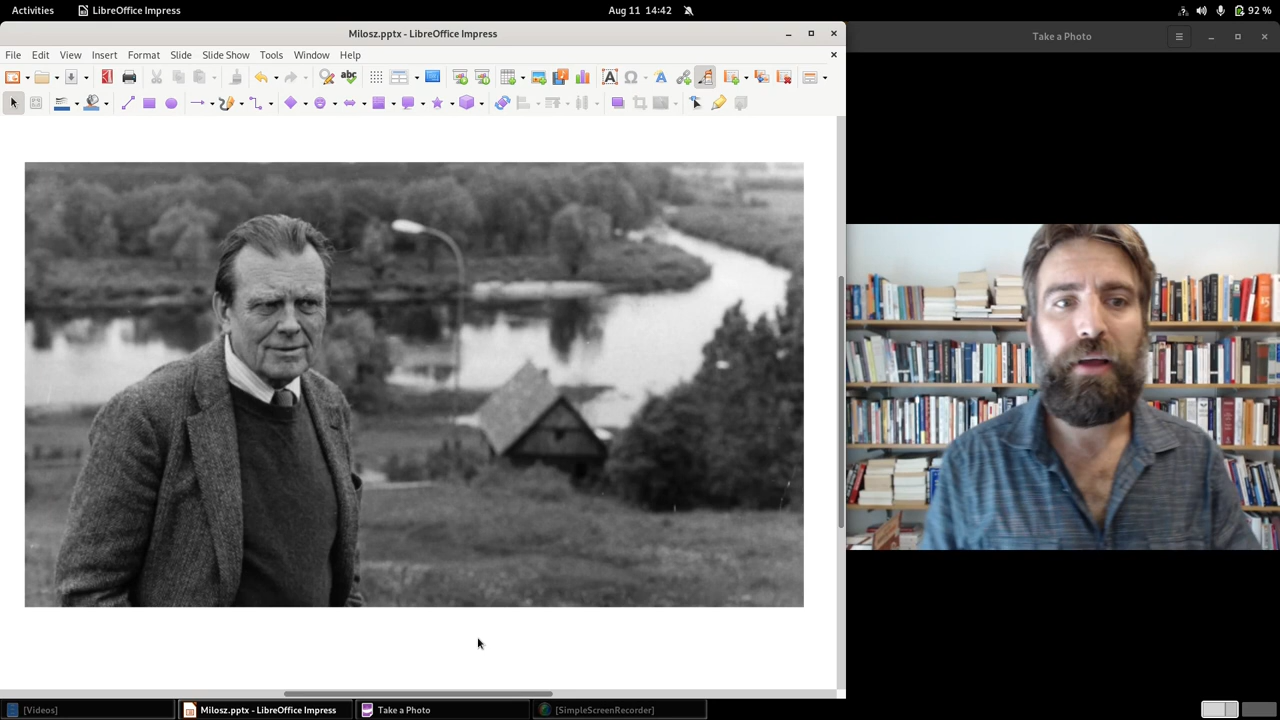 Activities LibreOffice Impress Aug 11 14:42 92 %
Milosz.pptx - LibreOffice Impress
Take a Photo
File Edit View Insert Format Slide Slide Show Tools Window Help
abc
[Videos] Milosz.pptx - LibreOffice Impress Take a Photo [SimpleScreenRecorder]